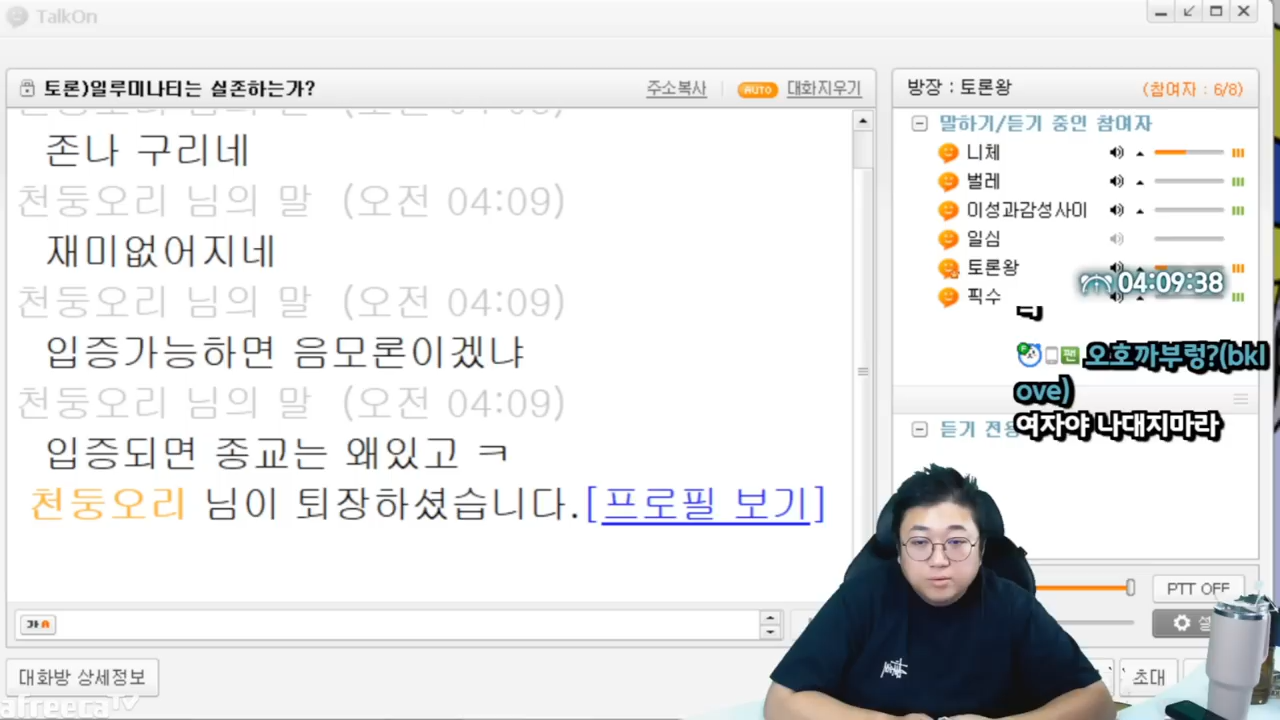 TalkOn
토론)일루미나티는 실존하는가?
주소복사
AUTO 대화지우기
존나 구리네
천둥오리 님의 말 (오전 04:09)
재미없어지네
천둥오리 님의 말 (오전 04:09)
입증가능하면 음모론이겠냐
천둥오리 님의 말 (오전 04:09)
입증되면 종교는 왜있고 ㅋ
천둥오리 님이 퇴장하셨습니다.[프로필 보기]
가A
대화방 상세정보
afreecaTV
방장 : 토론왕
(참여자 : 6/8)
말하기/듣기 중인 참여자
니체
벌레
이성과감성사이
일심
토론왕
04:09:38
픽수
팬 오호까부렁?(bkl
ove)
여자야 나대지마라
듣기 전용
PTT OFF
초대